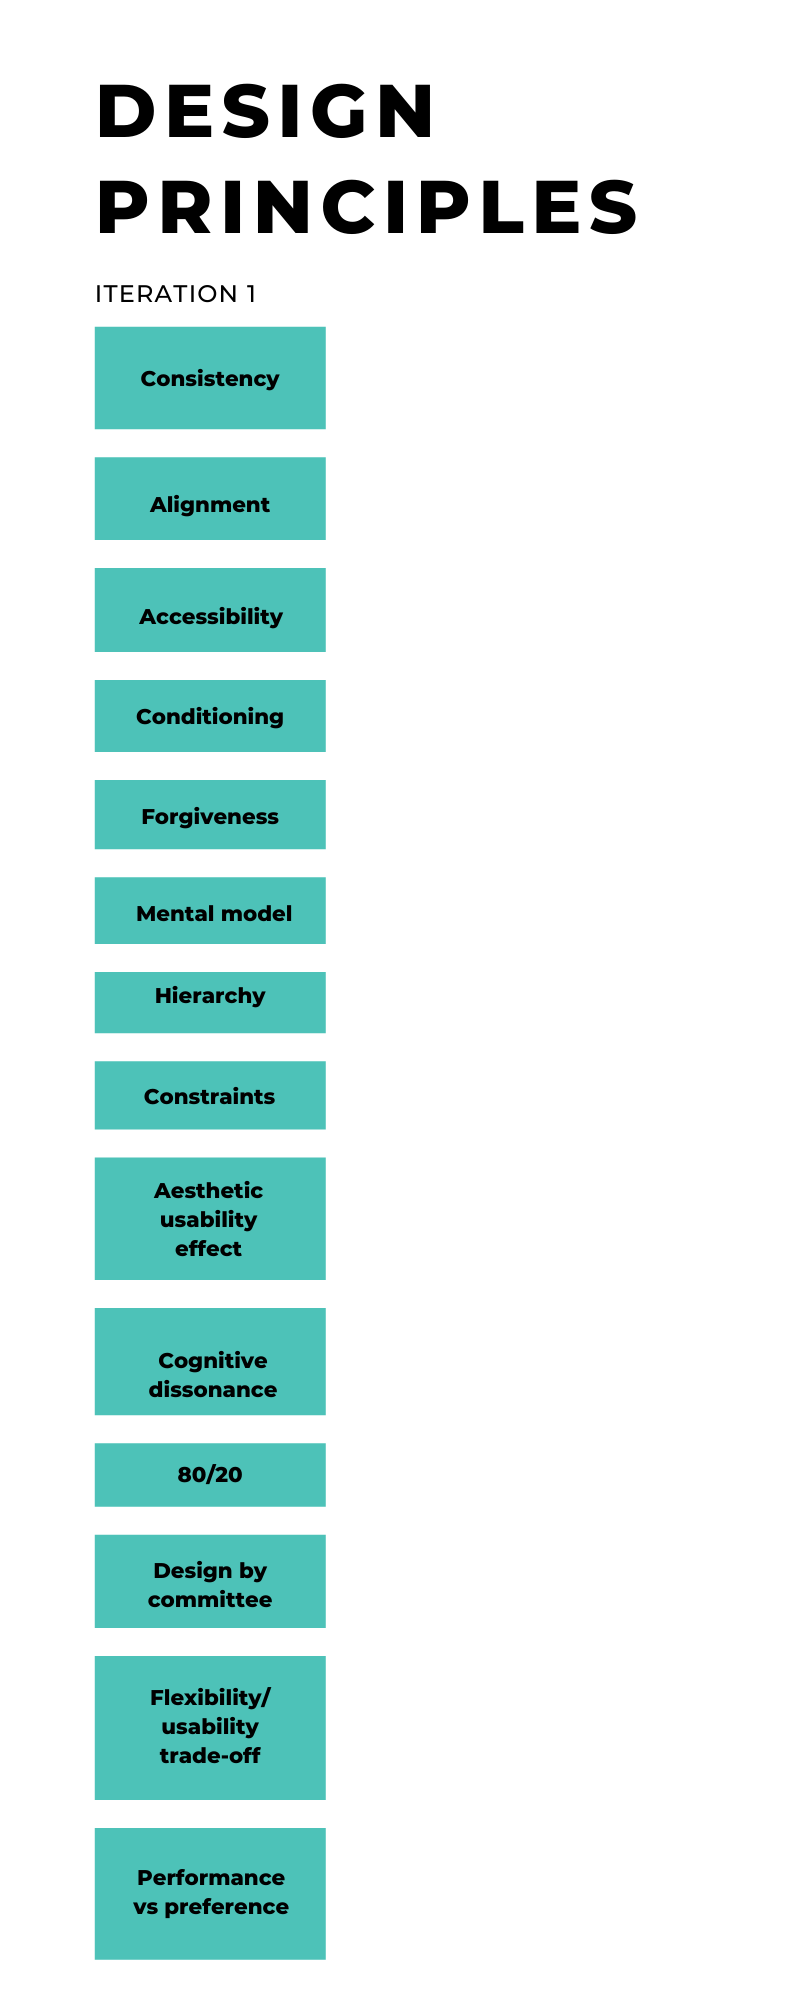 DESIGN
PRINCIPLES
ITERATION 1
Consistency
Alignment
Accessibility
Conditioning
Forgiveness
Mental model
Hierarchy
Constraints
Aesthetic
usability
effect
Cognitive
dissonance
80/20
Design by
committee
Flexibility/
usability
trade-off
Performance
vs preference